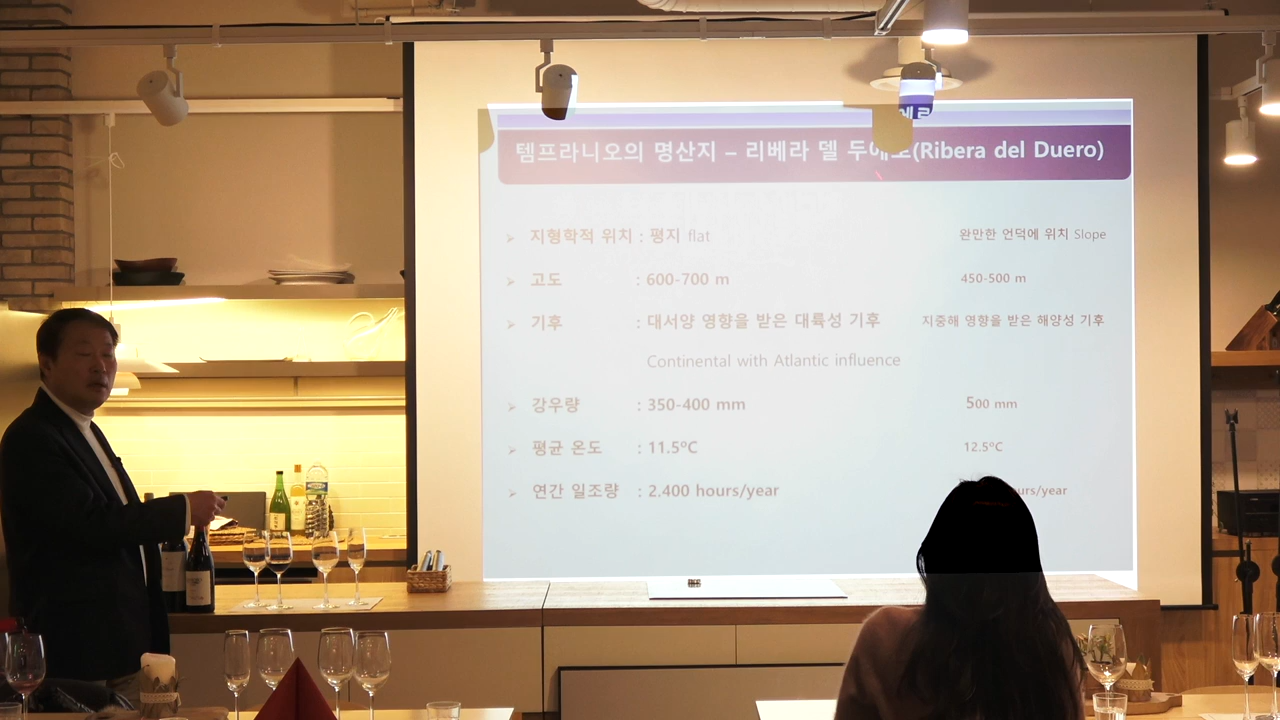 템프라니오의 명산지 – 리베라 델 두에로(Ribera del Duero)
➢ 지형학적 위치 : 평지 flat 완만한 언덕에 위치 Slope
➢ 고도 : 600-700 m 450-500 m
➢ 기후 : 대서양 영향을 받은 대륙성 기후 지중해 영향을 받은 해양성 기후
Continental with Atlantic influence
➢ 강우량 : 350-400 mm 500 mm
➢ 평균 온도 : 11.5ºC 12.5ºC
➢ 연간 일조량 : 2.400 hours/year